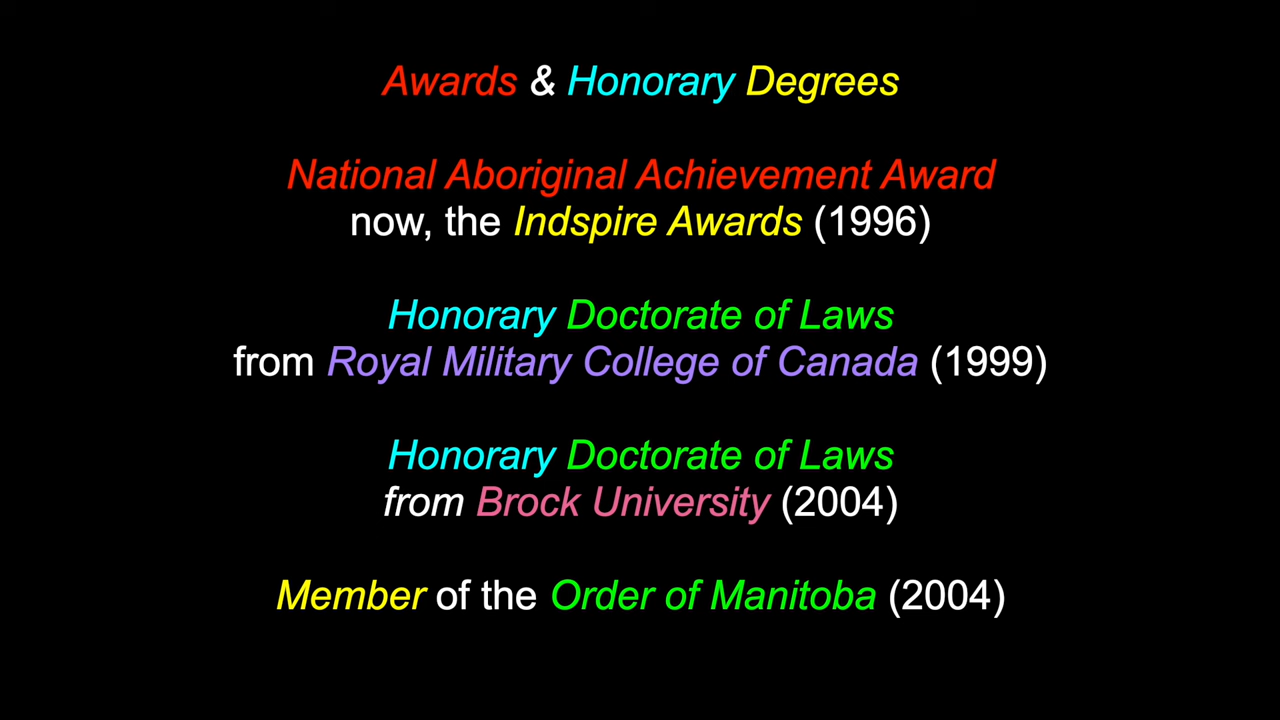 Awards & Honorary Degrees
National Aboriginal Achievement Award
now, the Indspire Awards (1996)
Honorary Doctorate of Laws
from Royal Military College of Canada (1999)
Honorary Doctorate of Laws
from Brock University (2004)
Member of the Order of Manitoba (2004)